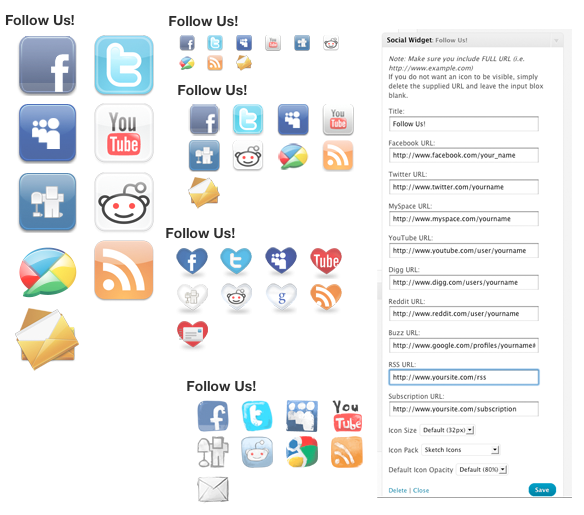 Follow Us!
f
t
You
Tube
Follow Us!
You
Tube
Follow Us!
f
t
You
Tube
Follow Us!
f
t
Tube
g
Follow Us!
f
t
You
Tube
Social Widget: Follow Us!
Note: Make sure you include FULL URL (i.e.
http://www.example.com)
If you do not want an icon to be visible, simply
delete the supplied URL and leave the input blox
blank.
Title:
Follow Us!
Facebook URL:
http://www.facebook.com/your_name
Twitter URL:
http://www.twitter.com/yourname
MySpace URL:
http://www.myspace.com/yourname
YouTube URL:
http://www.youtube.com/user/yourname
Digg URL:
http://www.digg.com/users/yourname
Reddit URL:
http://www.reddit.com/user/yourname
Buzz URL:
http://www.google.com/profiles/yourname#
RSS URL:
http://www.yoursite.com/rss
Subscription URL:
http://www.yoursite.com/subscription
Icon Size Default (32px)
Icon Pack Sketch Icons
Default Icon Opacity Default (80%)
Delete | Close Save